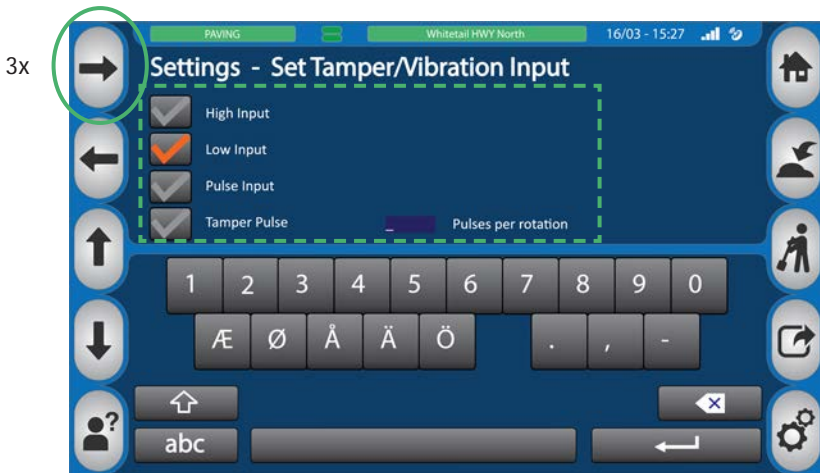 3x
PAVING Whitetail HWY North 16/03 - 15:27
Settings - Set Tamper/Vibration Input
High Input
Low Input
Pulse Input
Tamper Pulse _ Pulses per rotation
1 2 3 4 5 6 7 8 9 0
Æ Ø Å Ä Ö . , -
?
abc